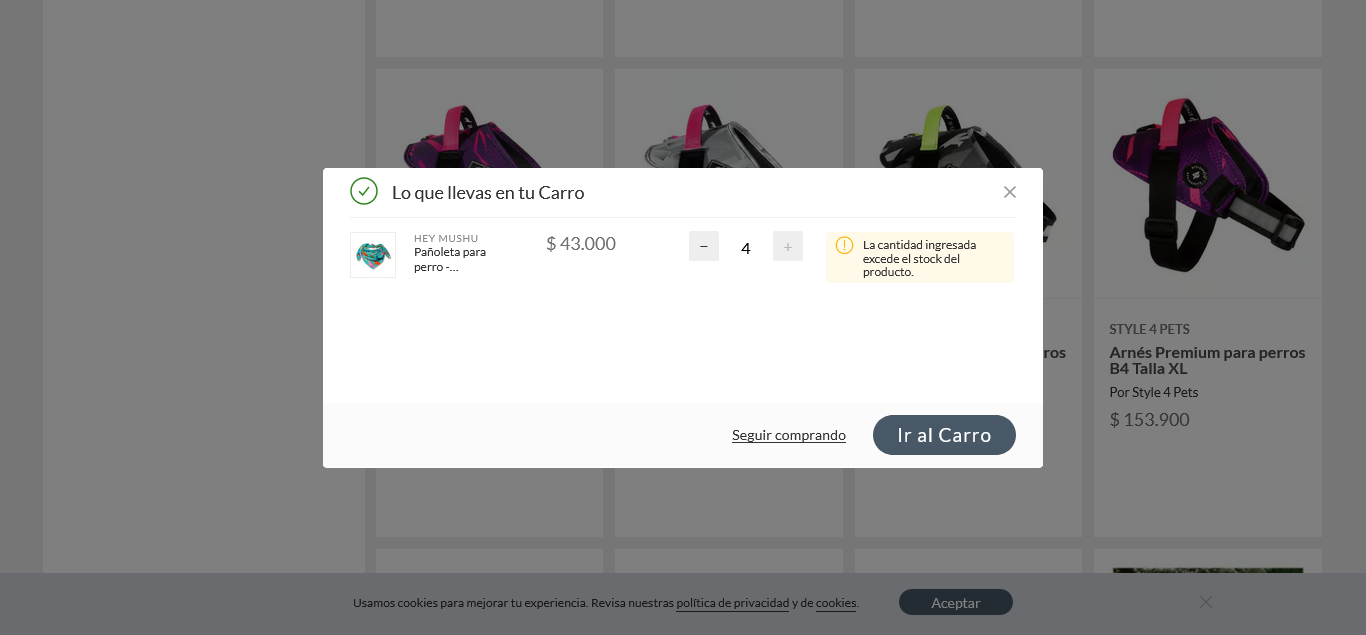 Lo que llevas en tu Carro
HEY MUSHU
Pañoleta para
perro -...
$ 43.000
−
4
+
La cantidad ingresada
excede el stock del
producto.
Seguir comprando
Ir al Carro
ros
STYLE 4 PETS
Arnés Premium para perros
B4 Talla XL
Por Style 4 Pets
$ 153.900
Usamos cookies para mejorar tu experiencia. Revisa nuestras política de privacidad y de cookies.
Aceptar